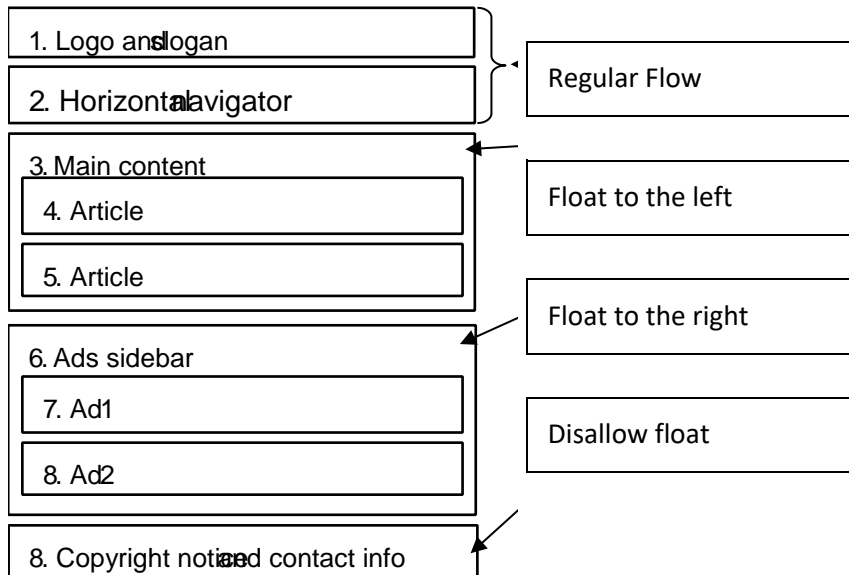 1. Logo and slogan
2. Horizontal navigator
3. Main content
4. Article
5. Article
6. Ads sidebar
7. Ad1
8. Ad2
8. Copyright notice and contact info
Regular Flow
Float to the left
Float to the right
Disallow float